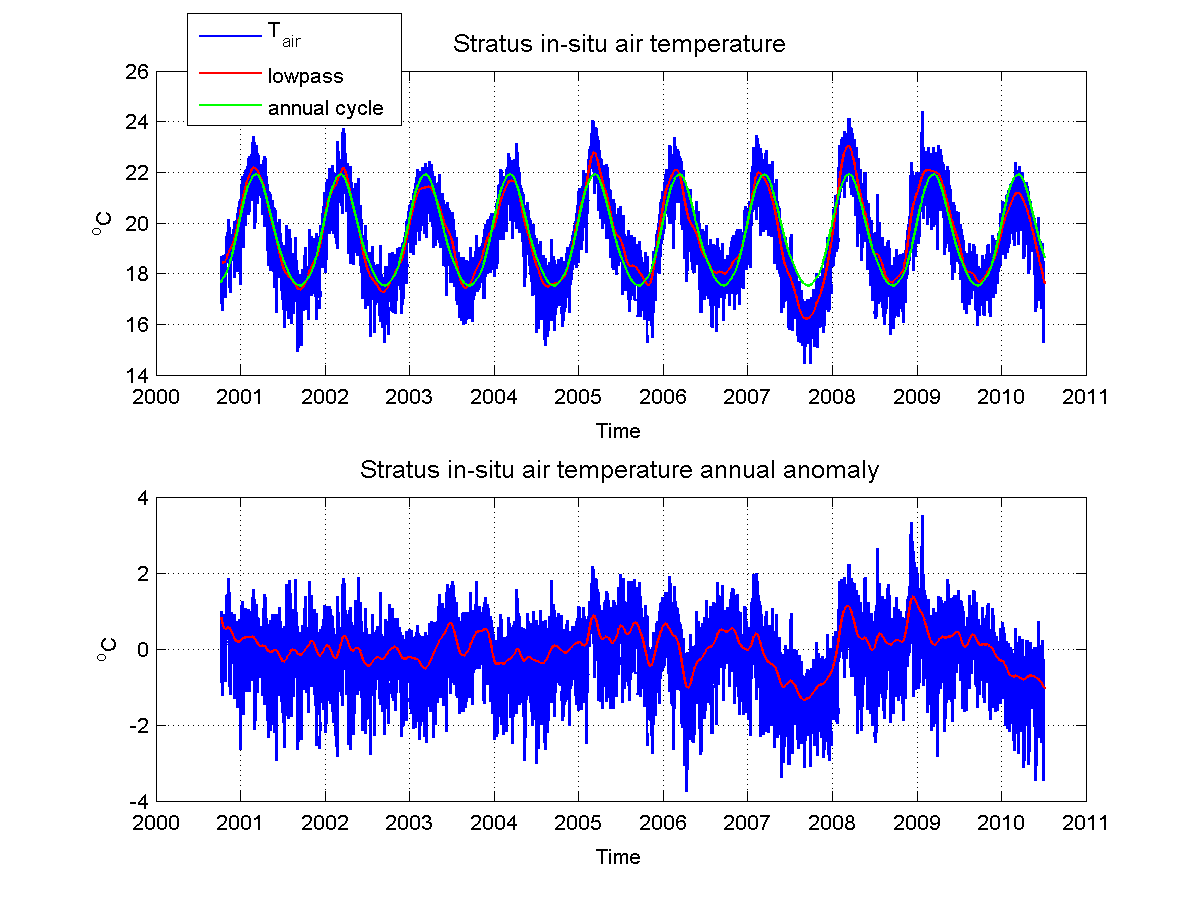 T_air
lowpass
annual cycle
Stratus in-situ air temperature
26
24
22
20
18
16
14
°C
2000 2001 2002 2003 2004 2005 2006 2007 2008 2009 2010 2011
Time
Stratus in-situ air temperature annual anomaly
4
2
0
-2
-4
°C
2000 2001 2002 2003 2004 2005 2006 2007 2008 2009 2010 2011
Time